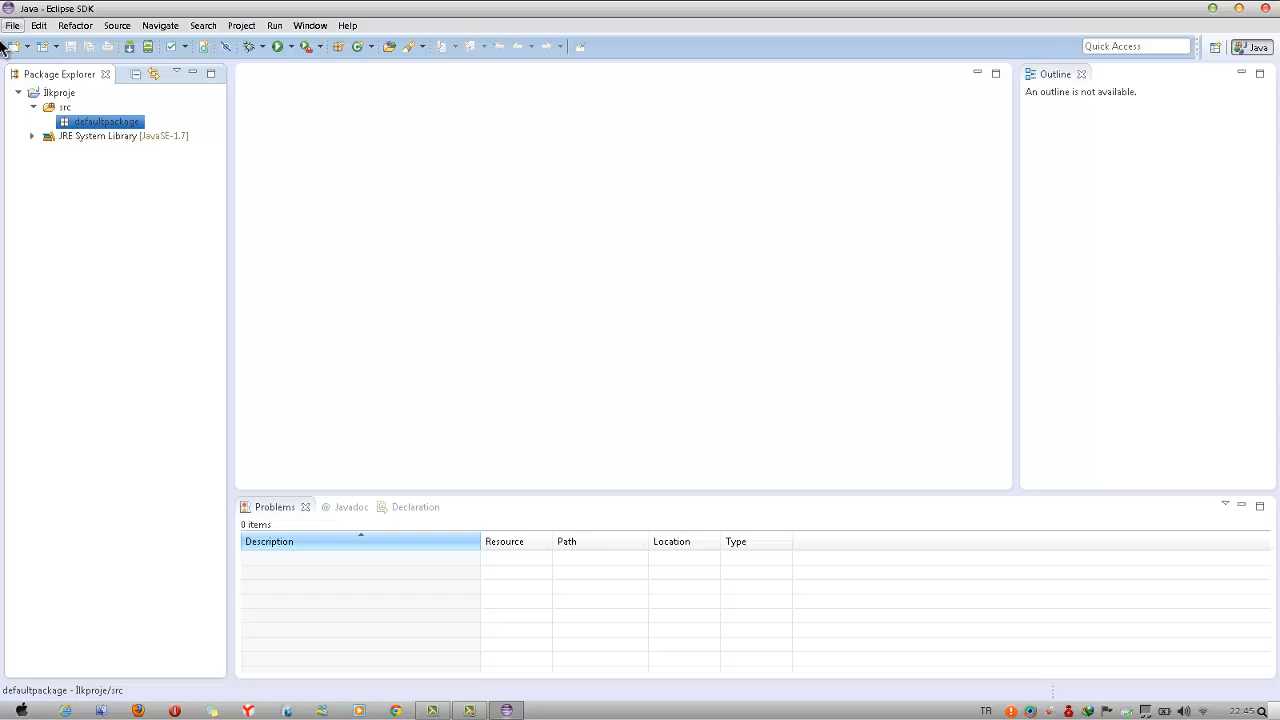 Java - Eclipse SDK
File Edit Refactor Source Navigate Search Project Run Window Help
Quick Access
Java
Package Explorer
İlkproje
src
defaultpackage
JRE System Library [JavaSE-1.7]
Outline
An outline is not available.
Problems @ Javadoc Declaration
0 items
Description Resource Path Location Type
defaultpackage - İlkproje/src
TR 22:45